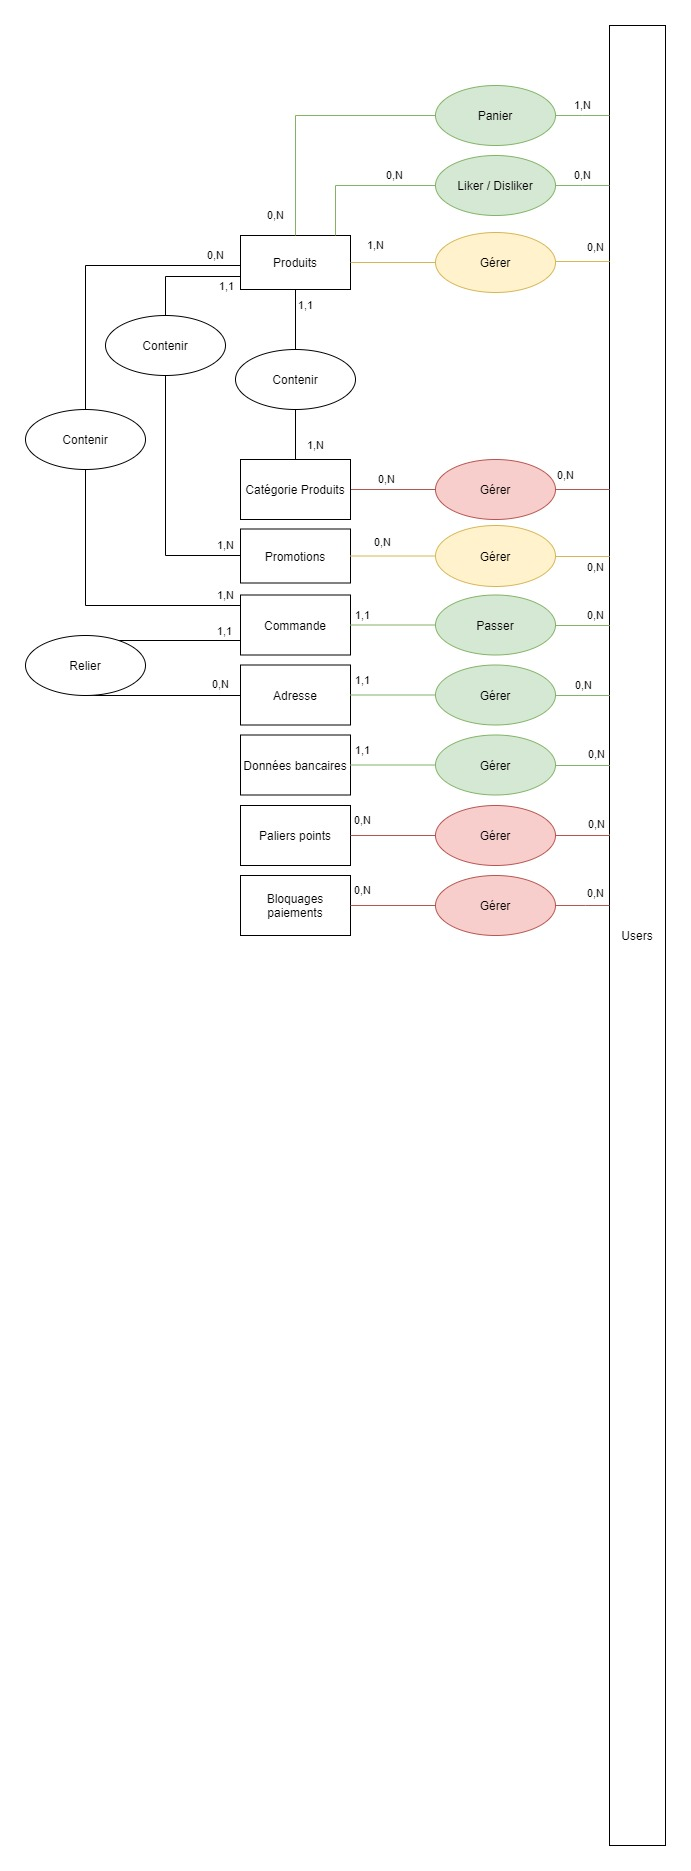 1,N
Panier
0,N
Liker / Disliker
0,N
0,N
1,N
0,N
0,N
Produits
Gérer
1,1
1,1
Contenir
Contenir
Contenir
1,N
0,N
0,N
Catégorie Produits
Gérer
0,N
1,N
Promotions
Gérer
0,N
1,N
Commande
1,1
Passer
0,N
1,1
Relier
0,N
Adresse
1,1
Gérer
0,N
Données bancaires
1,1
Gérer
0,N
Paliers points
0,N
Gérer
0,N
Bloquages
paiements
0,N
Gérer
0,N
Users